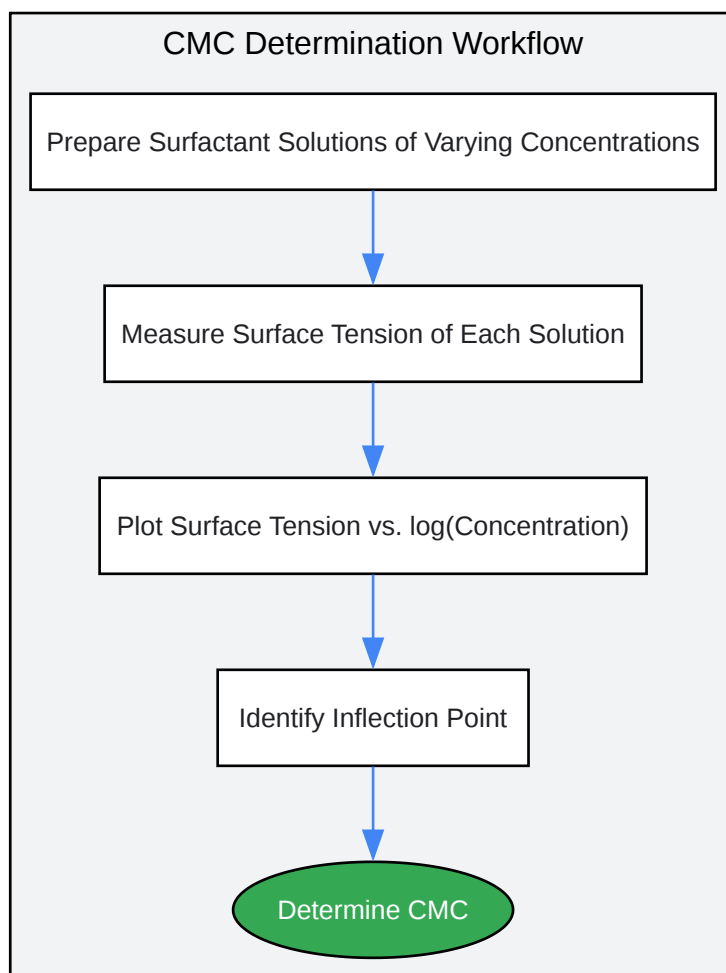 CMC Determination Workflow
Prepare Surfactant Solutions of Varying Concentrations
Measure Surface Tension of Each Solution
Plot Surface Tension vs. log(Concentration)
Identify Inflection Point
Determine CMC